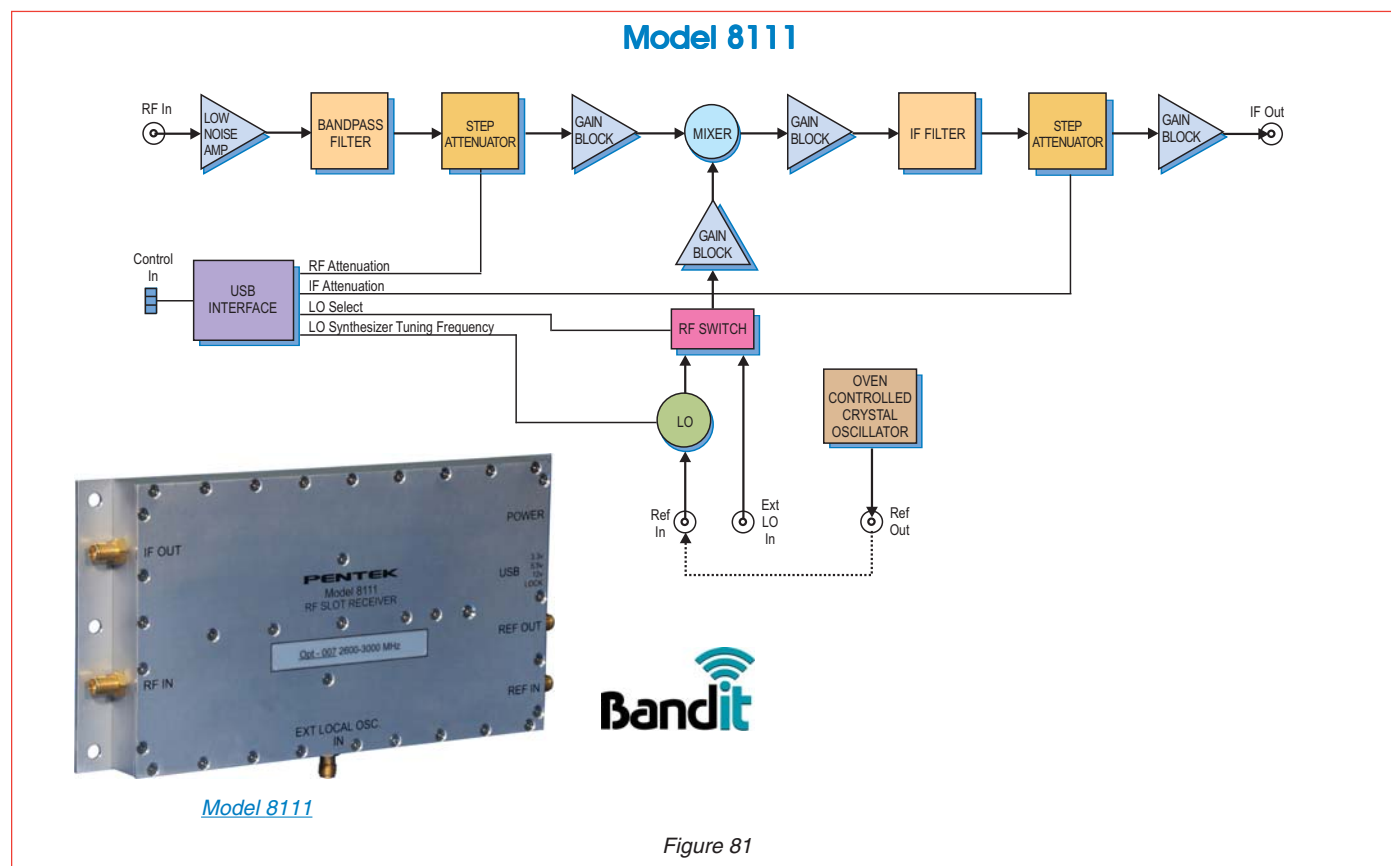 Model 8111
RF In
LOW
NOISE
AMP
BANDPASS
FILTER
STEP
ATTENUATOR
GAIN
BLOCK
MIXER
GAIN
BLOCK
IF FILTER
STEP
ATTENUATOR
GAIN
BLOCK
IF Out
GAIN
BLOCK
Control
In
USB
INTERFACE
RF Attenuation
IF Attenuation
LO Select
LO Synthesizer Tuning Frequency
RF SWITCH
LO
OVEN
CONTROLLED
CRYSTAL
OSCILLATOR
Ref
In
Ext
LO
In
Ref
Out
POWER
IF OUT
PENTEK
Model 8111
RF SLOT RECEIVER
USB
3.3v
12v
LOCK
REF OUT
Opt - 007 2600-3000 MHz
RF IN
REF IN
EXT LOCAL OSC.
IN
Bandit
Model 8111
Figure 81